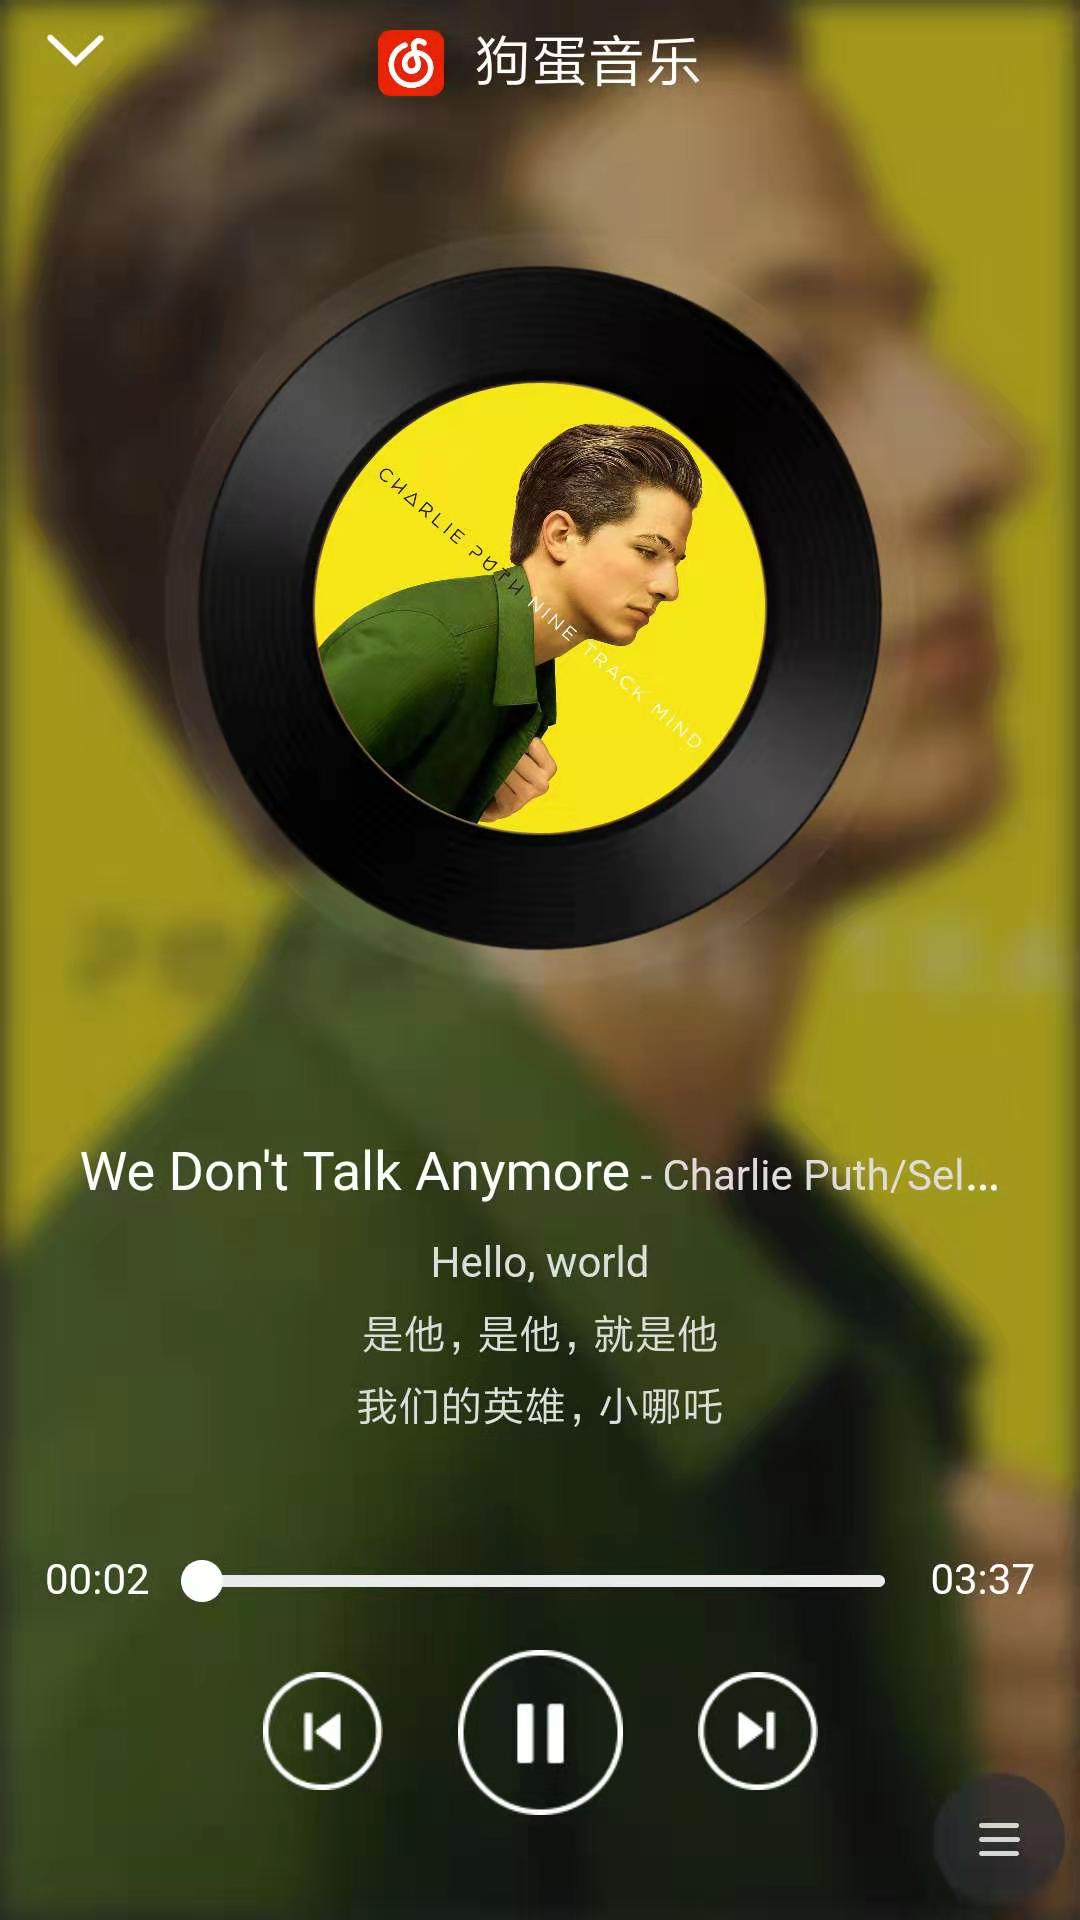 狗蛋音乐
CHARLIE PUTH NINE TRACK MIND
We Don't Talk Anymore - Charlie Puth/Sel...
Hello, world
是他，是他，就是他
我们的英雄，小哪吒
00:02 03:37